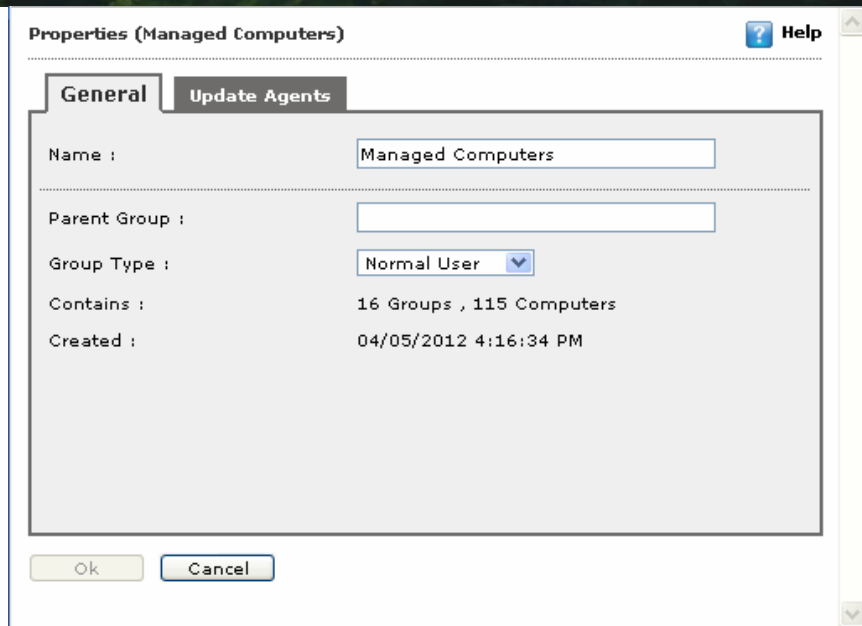 Properties (Managed Computers)
? Help
General Update Agents
Name : Managed Computers
Parent Group :
Group Type : Normal User
Contains : 16 Groups , 115 Computers
Created : 04/05/2012 4:16:34 PM
Ok Cancel